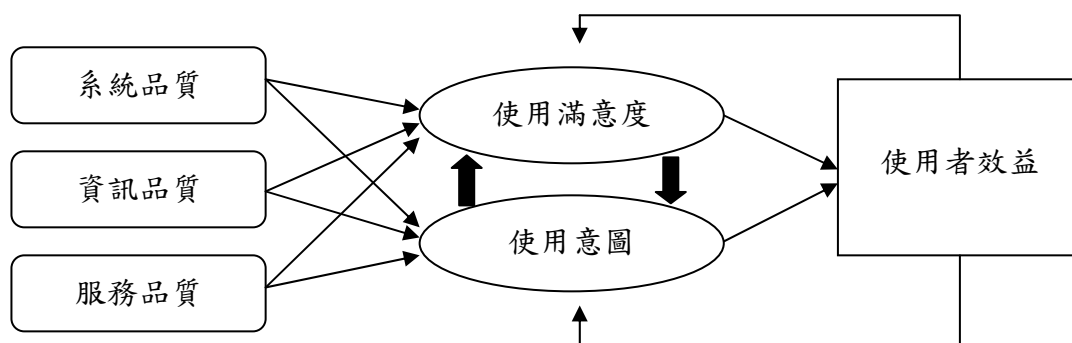 系統品質
資訊品質
服務品質
使用滿意度
使用意圖
使用者效益